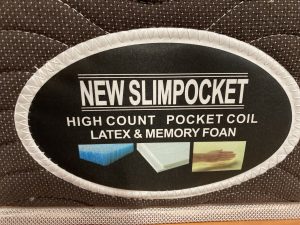 NEW SLIMPOCKET
HIGH COUNT POCKET COIL
LATEX & MEMORY FOAN